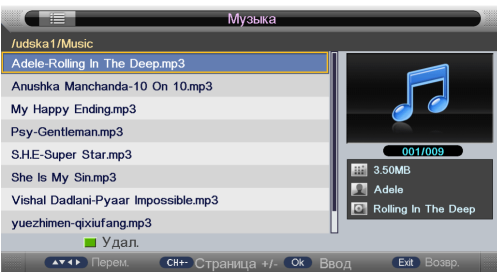 Музыка
/udska1/Music
Adele-Rolling In The Deep.mp3
Anushka Manchanda-10 On 10.mp3
My Happy Ending.mp3
Psy-Gentleman.mp3
S.H.E-Super Star.mp3
She Is My Sin.mp3
Vishal Dadlani-Pyaar Impossible.mp3
yuezhimen-qixiufang.mp3
001/009
3.50MB
Adele
Rolling In The Deep
Удал.
Перем. CH+- Страница +/- Ok Ввод Exit Возвр.